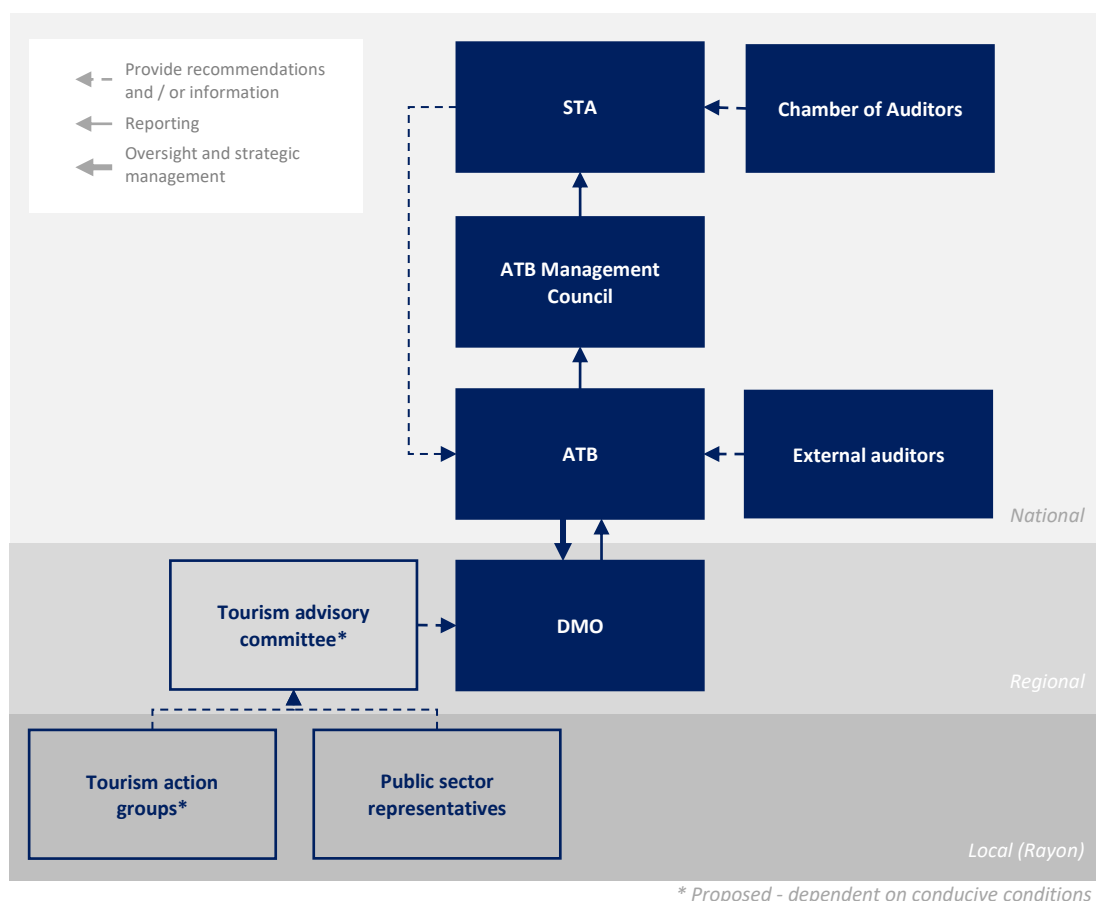 Provide recommendations
and / or information
Reporting
Oversight and strategic
management
STA
Chamber of Auditors
ATB Management
Council
ATB
External auditors
National
Tourism advisory
committee*
DMO
Regional
Tourism action
groups*
Public sector
representatives
Local (Rayon)
* Proposed - dependent on conducive conditions